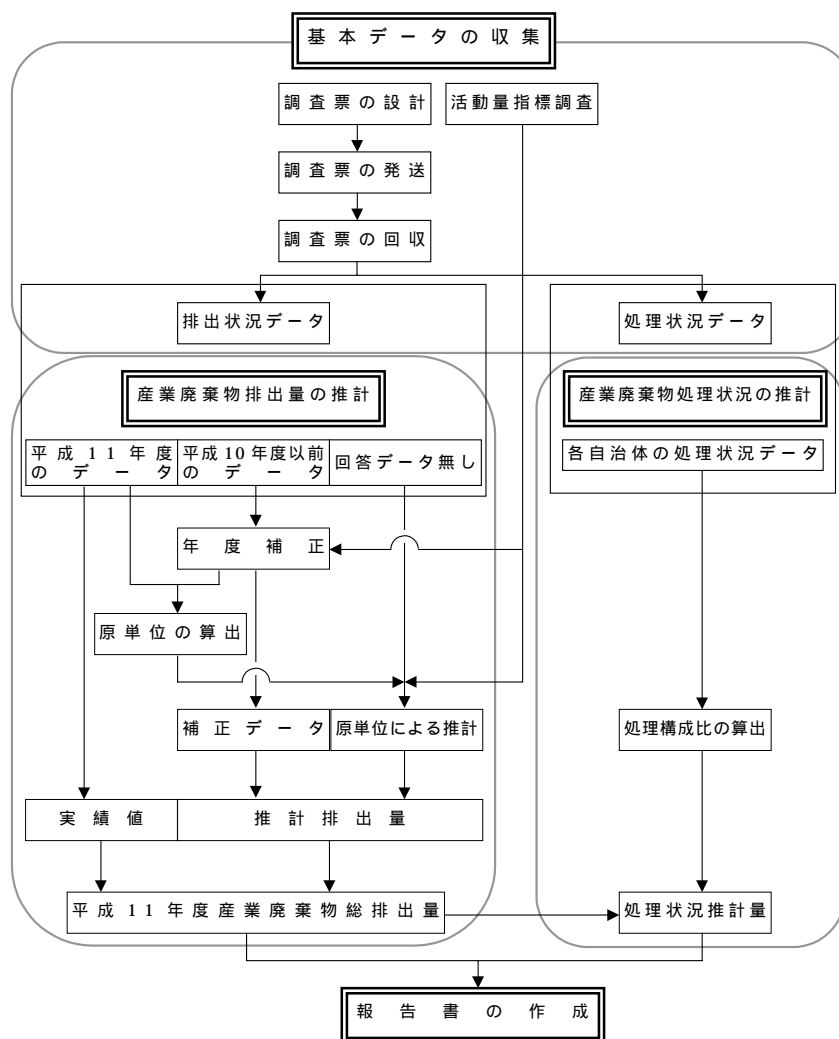 基本データの収集
調査票の設計
活動量指標調査
調査票の発送
調査票の回収
排出状況データ
処理状況データ
産業廃棄物排出量の推計
産業廃棄物処理状況の推計
平成11年度
のデータ
平成10年度以前
のデータ
回答データ無し
各自治体の処理状況データ
年度補正
原単位の算出
補正データ
原単位による推計
処理構成比の算出
実績値
推計排出量
平成11年度産業廃棄物総排出量
処理状況推計量
報告書の作成